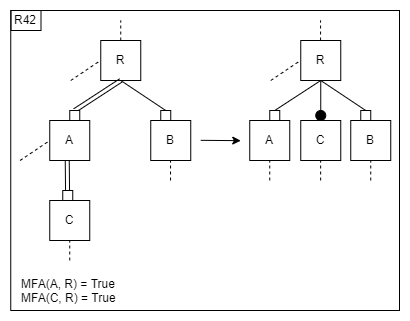 R42
R R
A B A C B
C
MFA(A, R) = True
MFA(C, R) = True